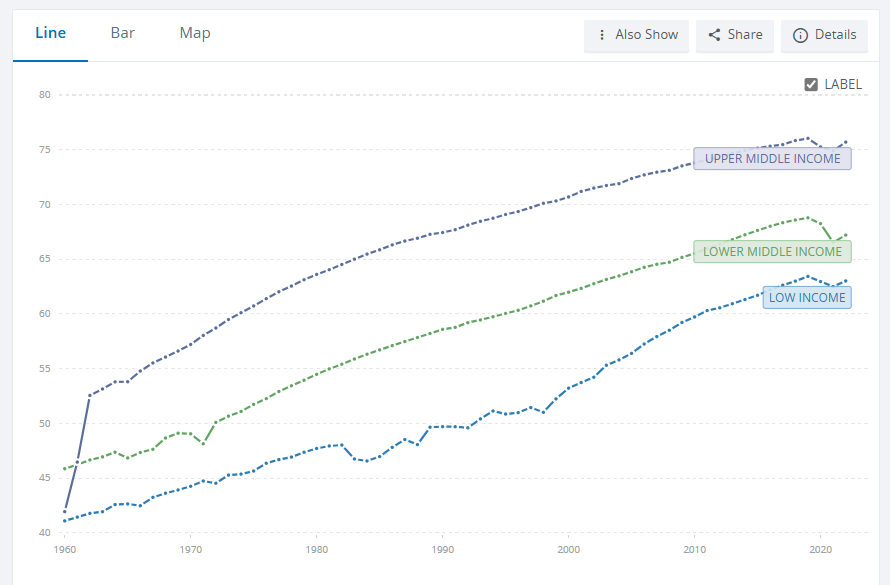 Line Bar Map Also Show Share Details
LABEL
80
75
UPPER MIDDLE INCOME
70
65
LOWER MIDDLE INCOME
LOW INCOME
60
55
50
45
40
1960 1970 1980 1990 2000 2010 2020